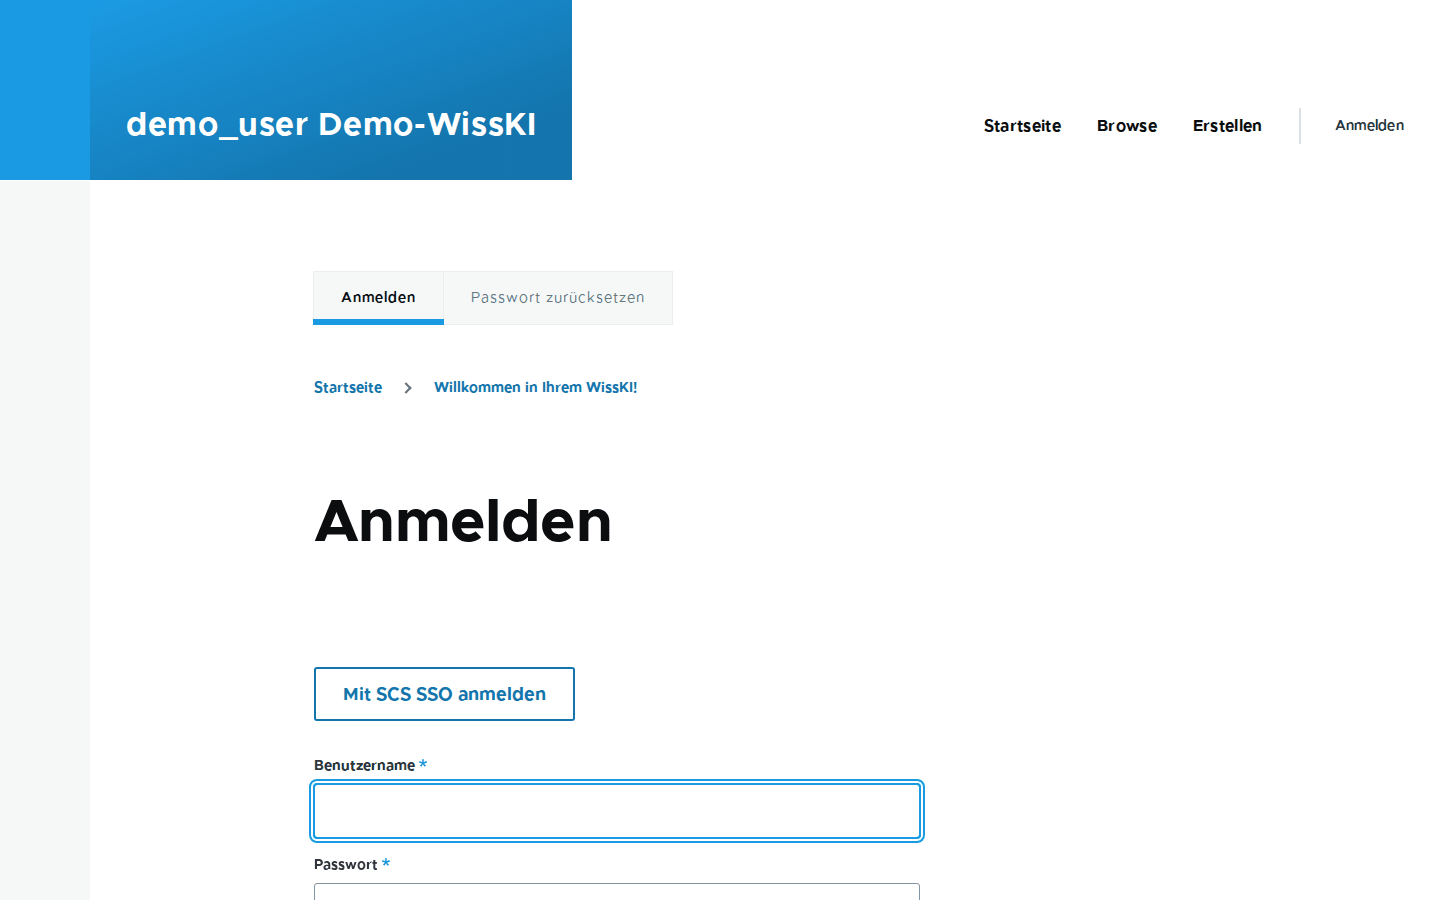 demo_user Demo-WissKI
Startseite
Browse
Erstellen
Anmelden
Anmelden
Passwort zurücksetzen
Startseite
Willkommen in Ihrem WissKI!
Anmelden
Mit SCS SSO anmelden
Benutzername *
Passwort *